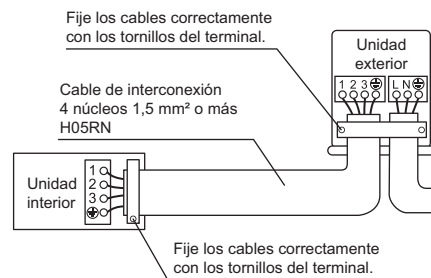 Fije los cables correctamente
con los tornillos del terminal.
Unidad
exterior
1 2 3
L N
Cable de interconexión
4 núcleos 1,5 mm² o más
H05RN
Unidad
interior
1
2
3
Fije los cables correctamente
con los tornillos del terminal.